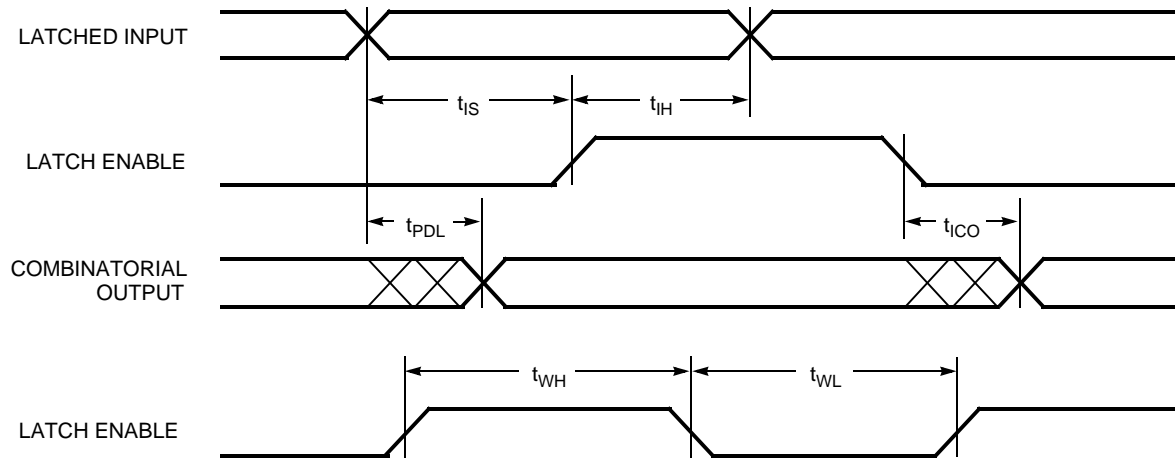 LATCHED INPUT
tIS
tIH
LATCH ENABLE
tPDL
tICO
COMBINATORIAL
OUTPUT
tWH
tWL
LATCH ENABLE